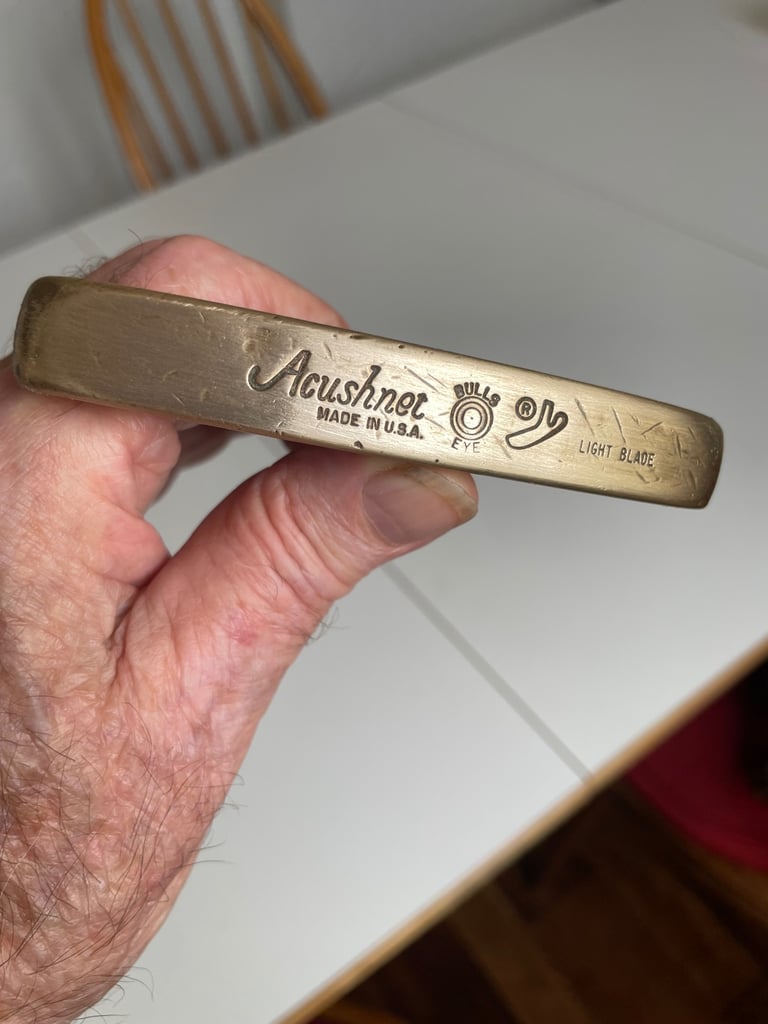 Acushnet
MADE IN U.S.A.
BULLS
EYE
®
LIGHT BLADE